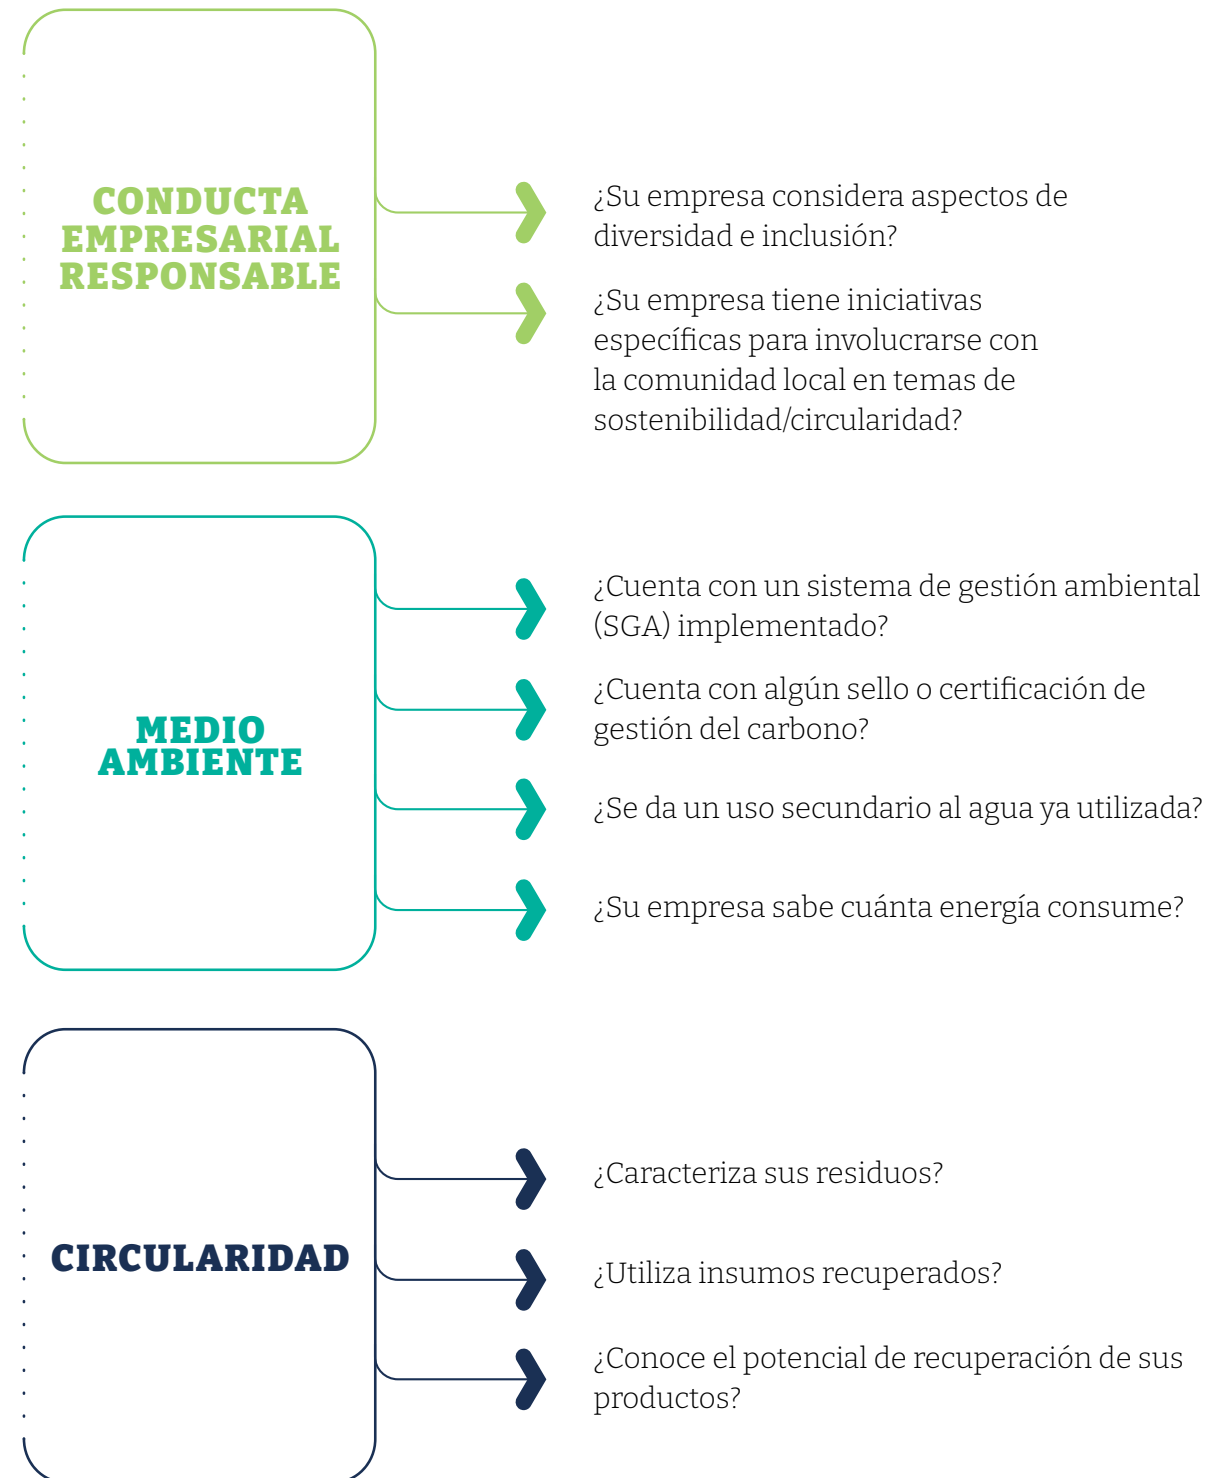 CONDUCTA
EMPRESARIAL
RESPONSABLE
¿Su empresa considera aspectos de
diversidad e inclusión?
¿Su empresa tiene iniciativas
específicas para involucrarse con
la comunidad local en temas de
sostenibilidad/circularidad?
MEDIO
AMBIENTE
¿Cuenta con un sistema de gestión ambiental
(SGA) implementado?
¿Cuenta con algún sello o certificación de
gestión del carbono?
¿Se da un uso secundario al agua ya utilizada?
¿Su empresa sabe cuánta energía consume?
CIRCULARIDAD
¿Caracteriza sus residuos?
¿Utiliza insumos recuperados?
¿Conoce el potencial de recuperación de sus
productos?